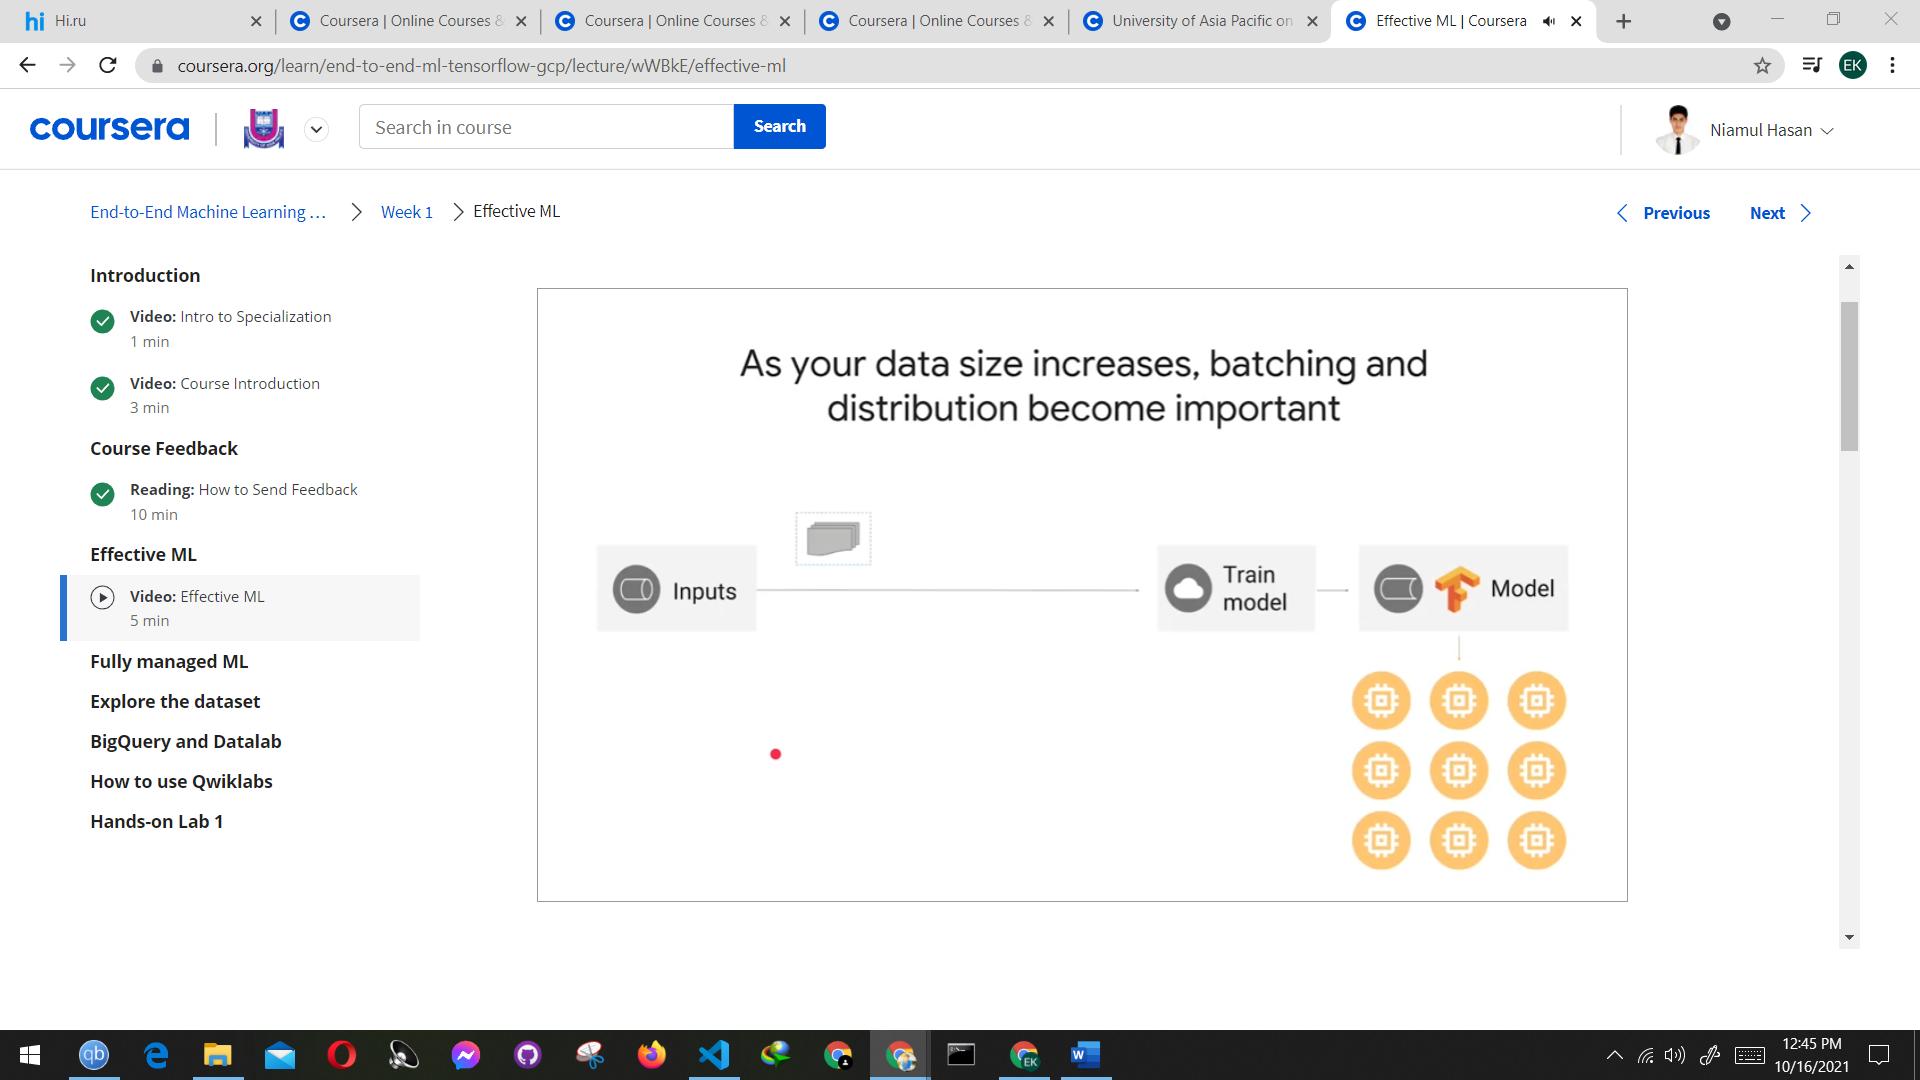 hi Hi.ru
Coursera | Online Courses &
Coursera | Online Courses &
Coursera | Online Courses &
University of Asia Pacific on
Effective ML | Coursera
coursera.org/learn/end-to-end-ml-tensorflow-gcp/lecture/wWBkE/effective-ml
EK
coursera
Search in course
Search
Niamul Hasan
End-to-End Machine Learning …
Week 1
Effective ML
Previous
Next
Introduction
Video: Intro to Specialization
1 min
Video: Course Introduction
3 min
Course Feedback
Reading: How to Send Feedback
10 min
Effective ML
Video: Effective ML
5 min
Fully managed ML
Explore the dataset
BigQuery and Datalab
How to use Qwiklabs
Hands-on Lab 1
As your data size increases, batching and
distribution become important
Inputs
Train
model
Model
qb
EK
W
12:45 PM
10/16/2021